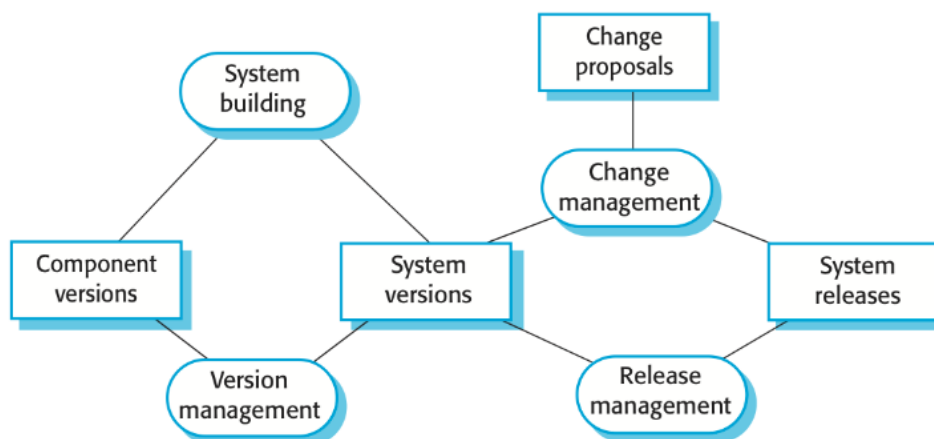 Change
proposals
System
building
Change
management
Component
versions
System
versions
System
releases
Version
management
Release
management